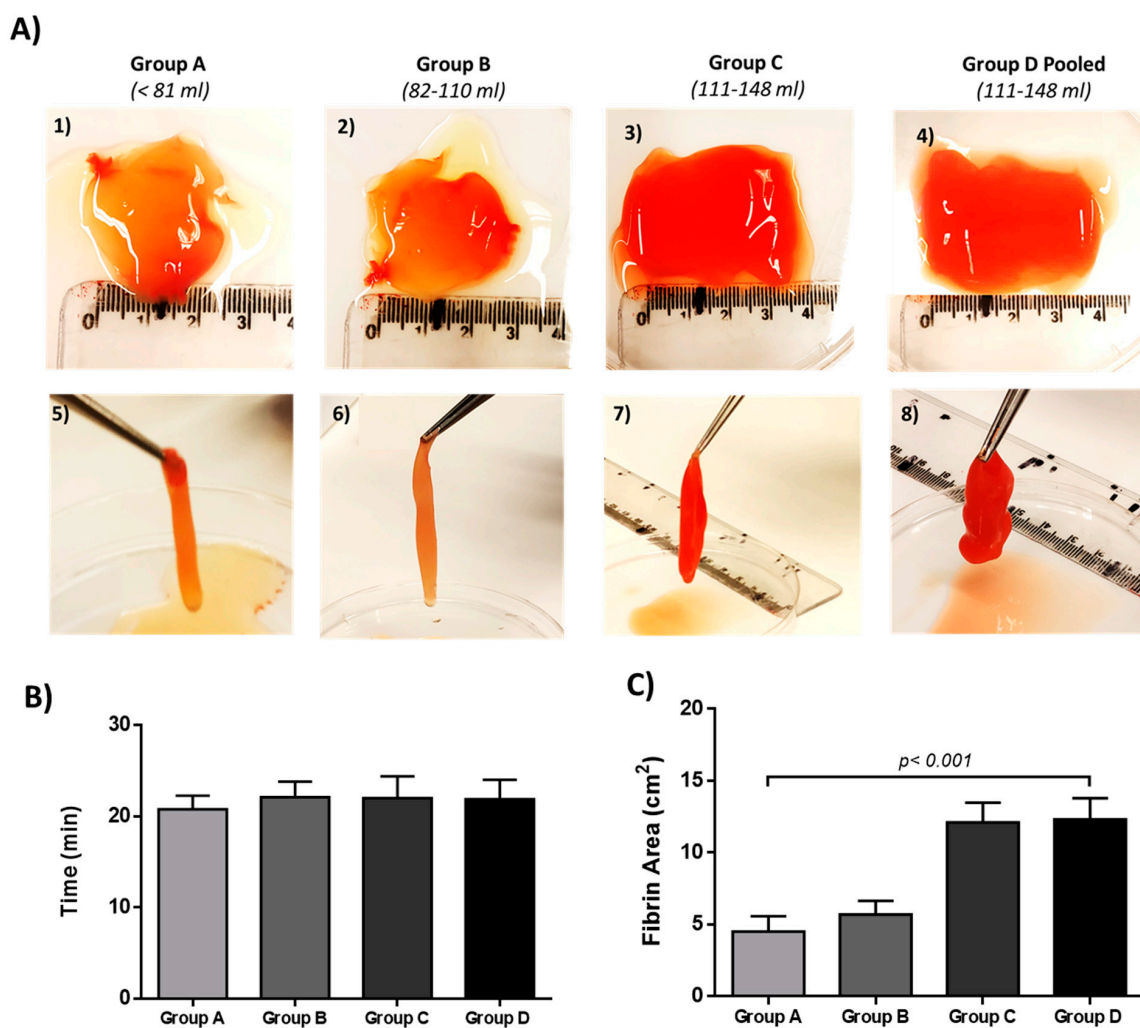 A)
Group A
(< 81 ml)
Group B
(82-110 ml)
Group C
(111-148 ml)
Group D Pooled
(111-148 ml)
1)
2)
3)
4)
0 1 2 3 4
0 1 2 3 4
0 1 2 3 4
0 1 2 3 4
5)
6)
7)
8)
B)
Time (min)
30
20
10
0
Group A Group B Group C Group D
C)
Fibrin Area (cm²)
20
15
10
5
0
p< 0.001
Group A Group B Group C Group D